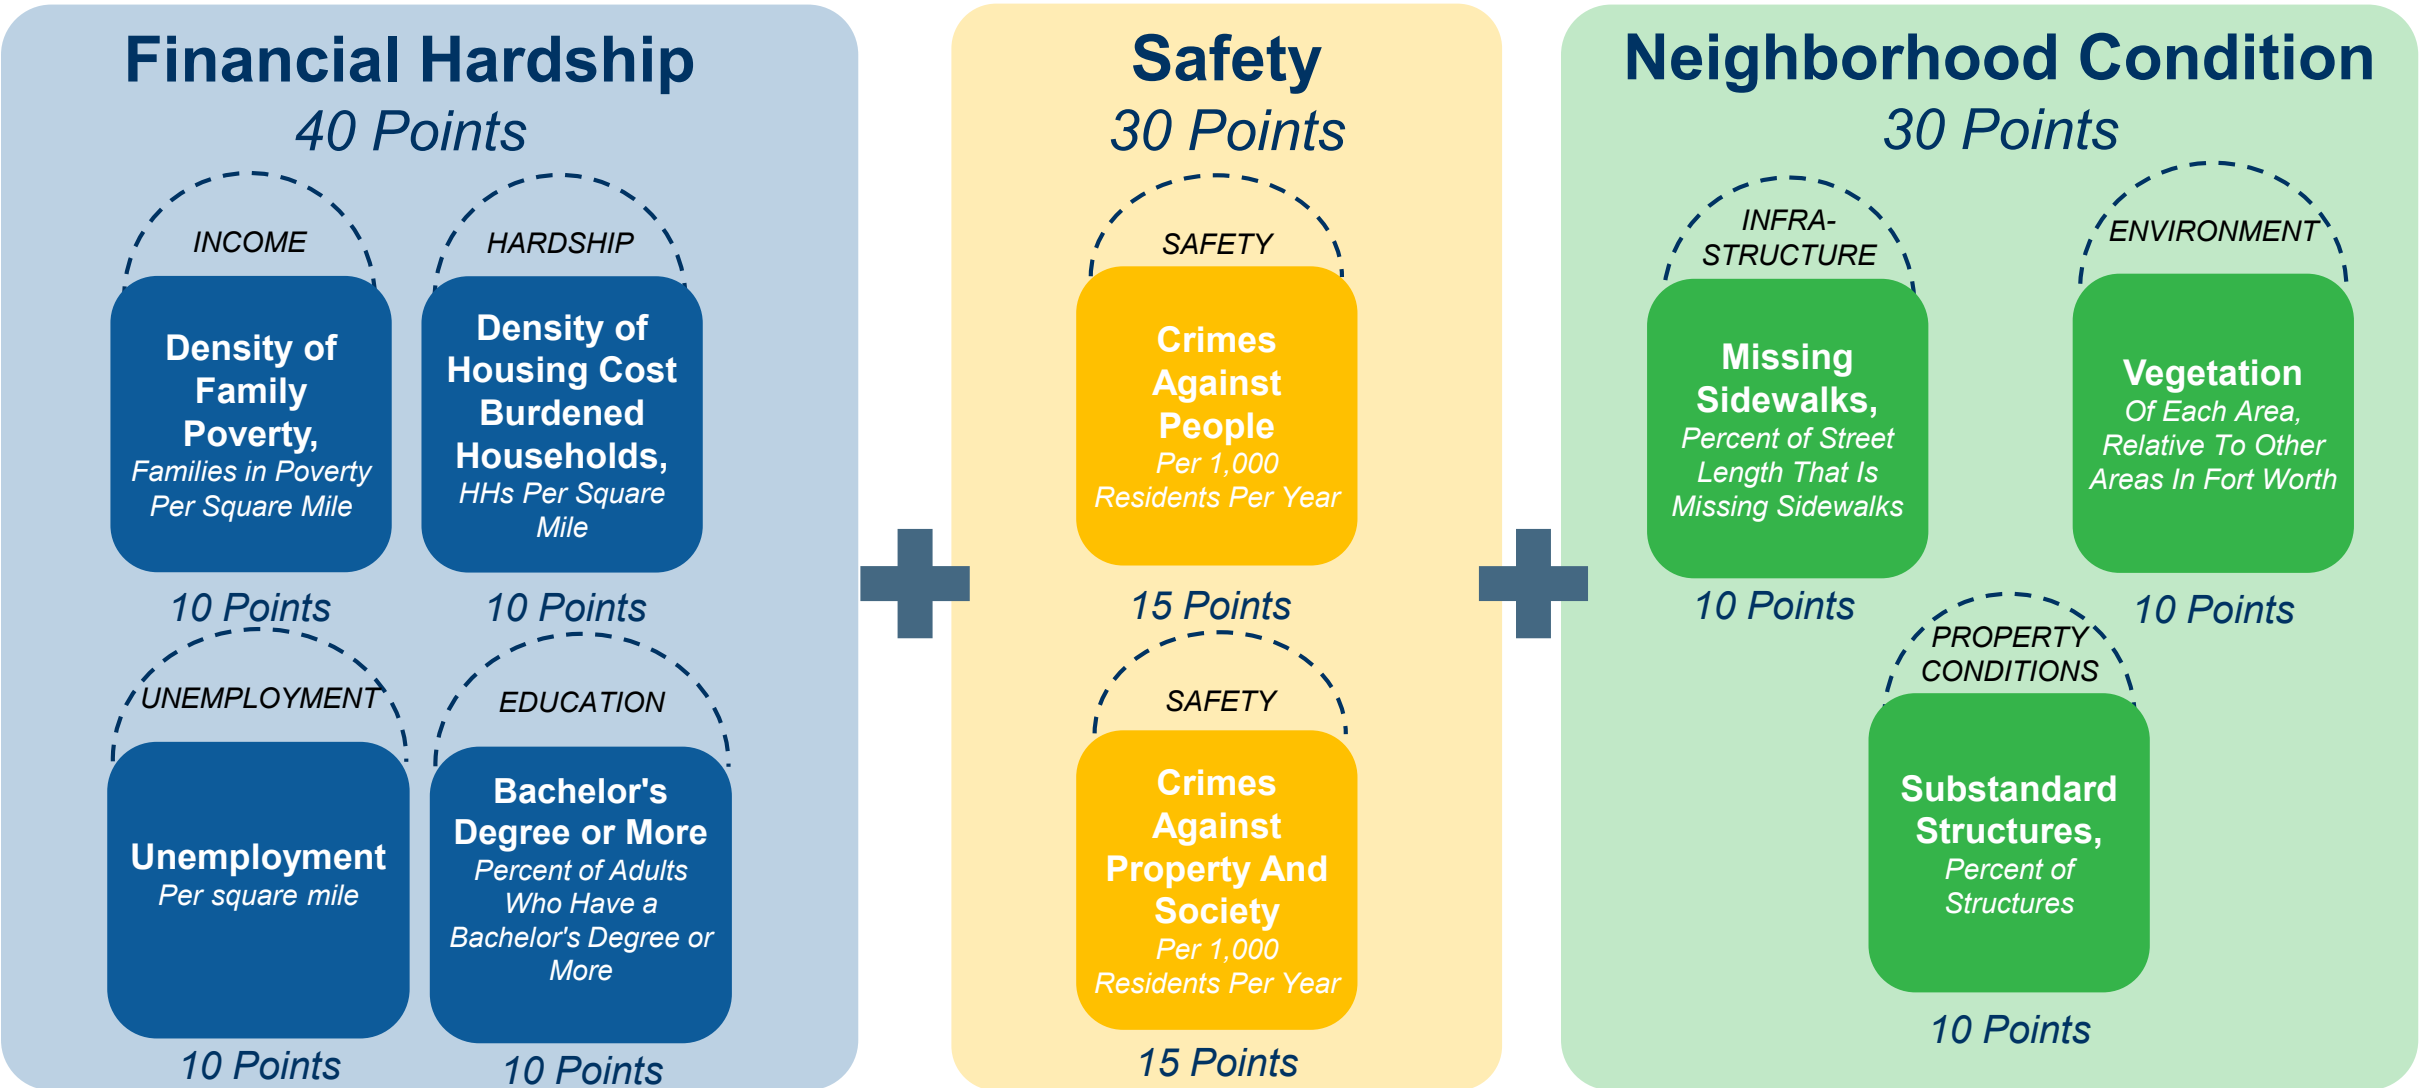 Financial Hardship
40 Points
INCOME
Density of
Family
Poverty,
Families in Poverty
Per Square Mile
10 Points
HARDSHIP
Density of
Housing Cost
Burdened
Households,
HHs Per Square
Mile
10 Points
UNEMPLOYMENT
Unemployment
Per square mile
10 Points
EDUCATION
Bachelor's
Degree or More
Percent of Adults
Who Have a
Bachelor's Degree or
More
10 Points
Safety
30 Points
SAFETY
Crimes
Against
People
Per 1,000
Residents Per Year
15 Points
SAFETY
Crimes
Against
Property And
Society
Per 1,000
Residents Per Year
15 Points
Neighborhood Condition
30 Points
INFRA-
STRUCTURE
Missing
Sidewalks,
Percent of Street
Length That Is
Missing Sidewalks
10 Points
ENVIRONMENT
Vegetation
Of Each Area,
Relative To Other
Areas In Fort Worth
10 Points
PROPERTY
CONDITIONS
Substandard
Structures,
Percent of
Structures
10 Points